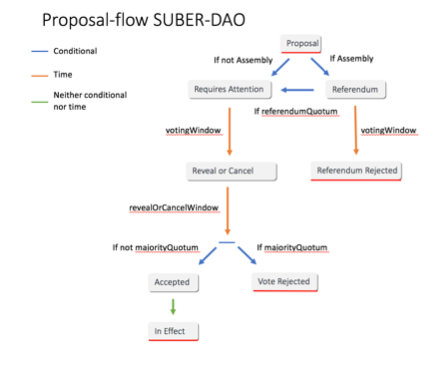 Proposal-flow SUBER-DAO
Conditional
Time
Neither conditional
nor time
Proposal
If not Assembly
If Assembly
Requires Attention
Referendum
If referendumQuotum
votingWindow
votingWindow
Reveal or Cancel
Referendum Rejected
revealOrCancelWindow
If not majorityQuotum
If majorityQuotum
Accepted
Vote Rejected
In Effect